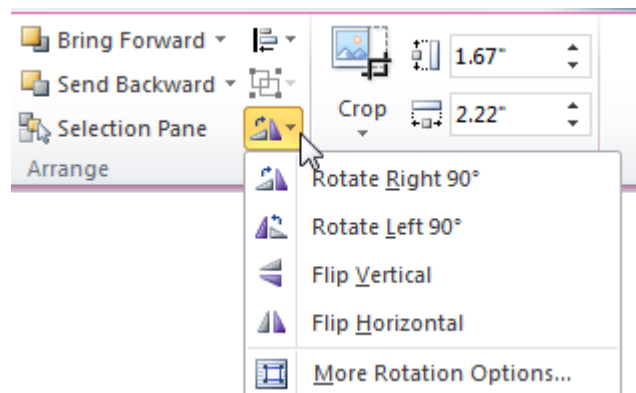 Bring Forward
Send Backward
Selection Pane
Arrange
Crop
1.67"
2.22"
Rotate Right 90°
Rotate Left 90°
Flip Vertical
Flip Horizontal
More Rotation Options...